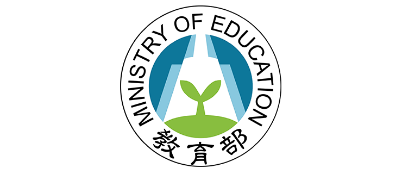 MINISTRY OF EDUCATION
教育部